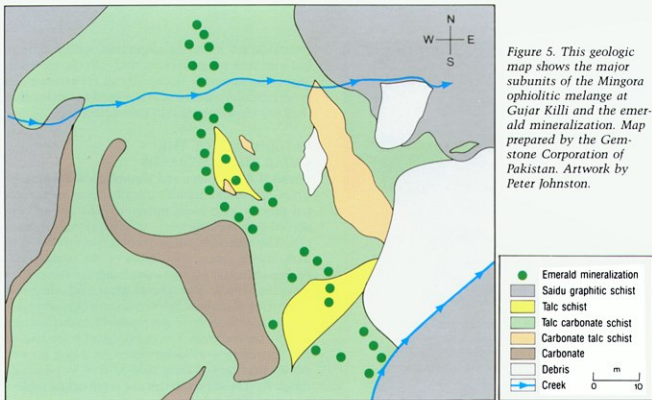 N
W E
S
Figure 5. This geologic
map shows the major
subunits of the Mingora
ophiolitic melange at
Gujar Killi and the emer-
ald mineralization. Map
prepared by the Gem-
stone Corporation of
Pakistan. Artwork by
Peter Johnston.
Emerald mineralization
Saidu graphitic schist
Talc schist
Talc carbonate schist
Carbonate talc schist
Carbonate
Debris
Creek
m
0 10